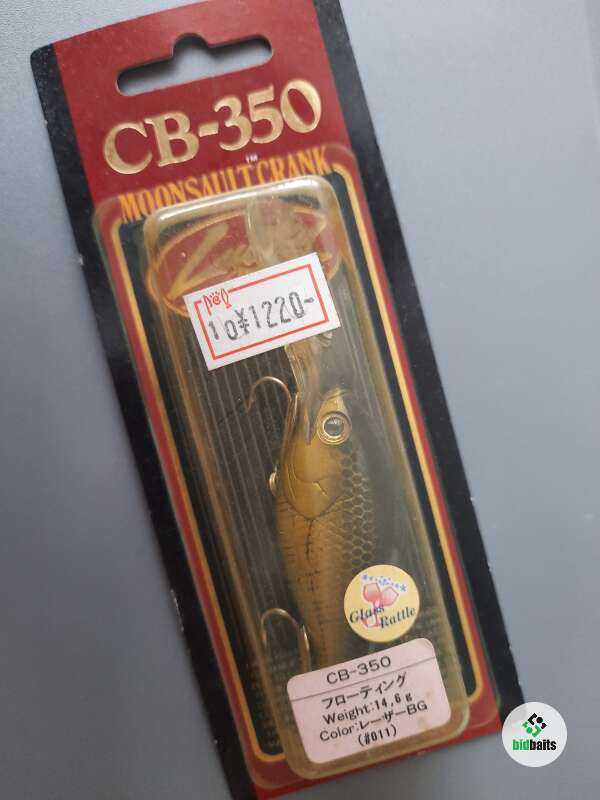 CB-350
™
MOONSAULT CRANK
10¥1220-
Glass
Rattle
CB-350
フローティング
Weight:14.6g
Color:レーザーBG
(#011)
bidbaits